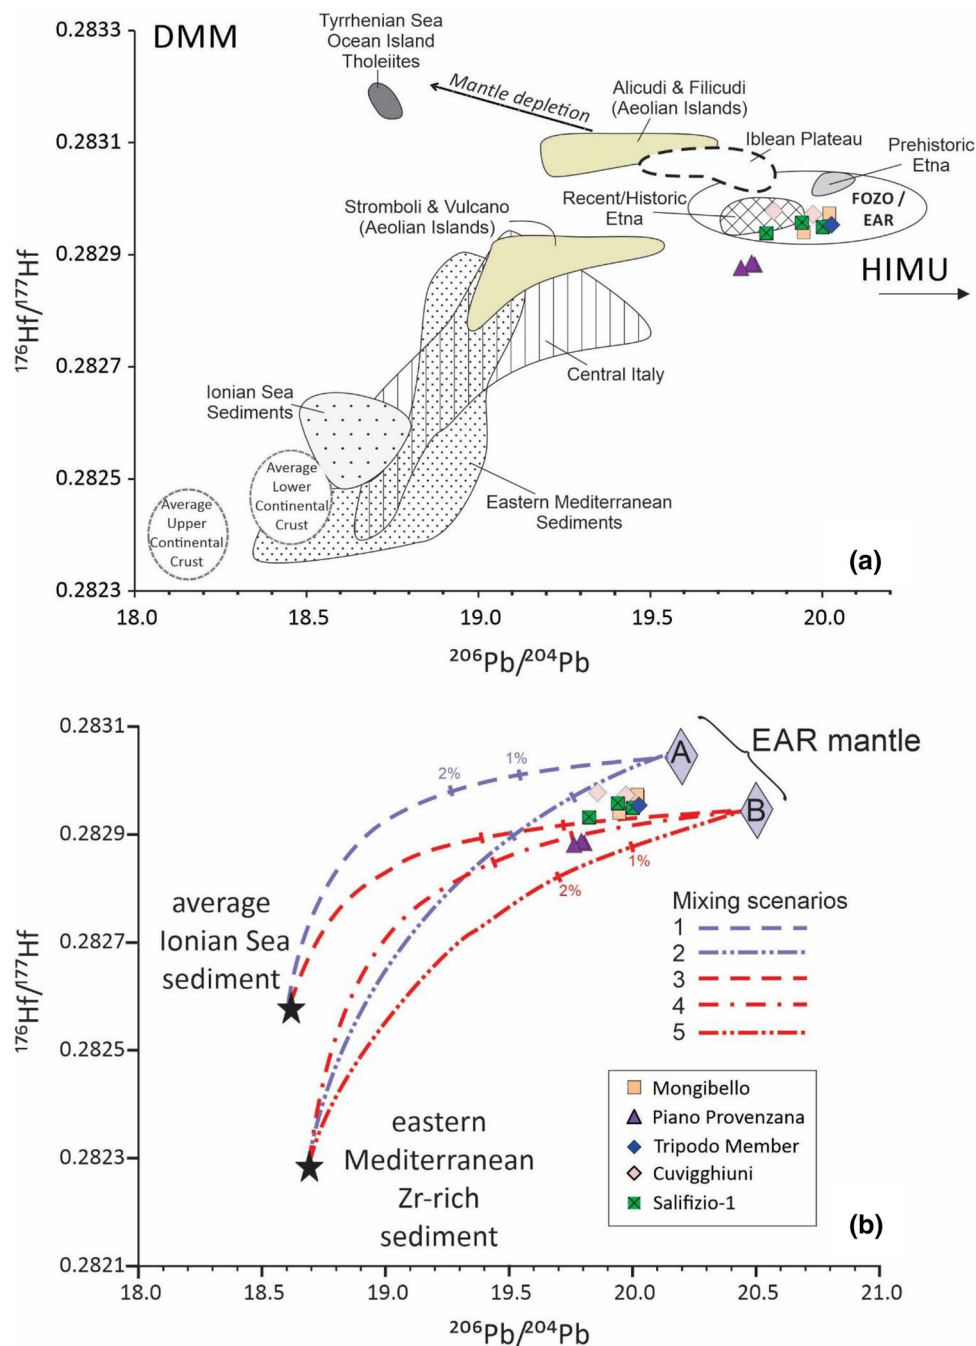 0.2833
DMM
Tyrrhenian Sea
Ocean Island
Tholeiites
Mantle depletion
Alicudi & Filicudi
(Aeolian Islands)
Iblean Plateau
Prehistoric
Etna
0.2831
Stromboli & Vulcano
(Aeolian Islands)
Recent/Historic
Etna
FOZO /
EAR
0.2829
HIMU
176Hf/177Hf
0.2827
Central Italy
Ionian Sea
Sediments
0.2825
Average
Lower
Continental
Crust
Average
Upper
Continental
Crust
Eastern Mediterranean
Sediments
(a)
0.2823
18.0
18.5
19.0
19.5
20.0
206Pb/204Pb
0.2831
A
EAR mantle
2%
1%
B
0.2829
1%
2%
average
Ionian Sea
sediment
Mixing scenarios
1
2
3
4
5
0.2827
176Hf/177Hf
0.2825
Mongibello
Piano Provenzana
Tripodo Member
Cuvigghiuni
Salifizio-1
eastern
Mediterranean
Zr-rich
sediment
0.2823
(b)
0.2821
18.0
18.5
19.0
19.5
20.0
20.5
21.0
206Pb/204Pb